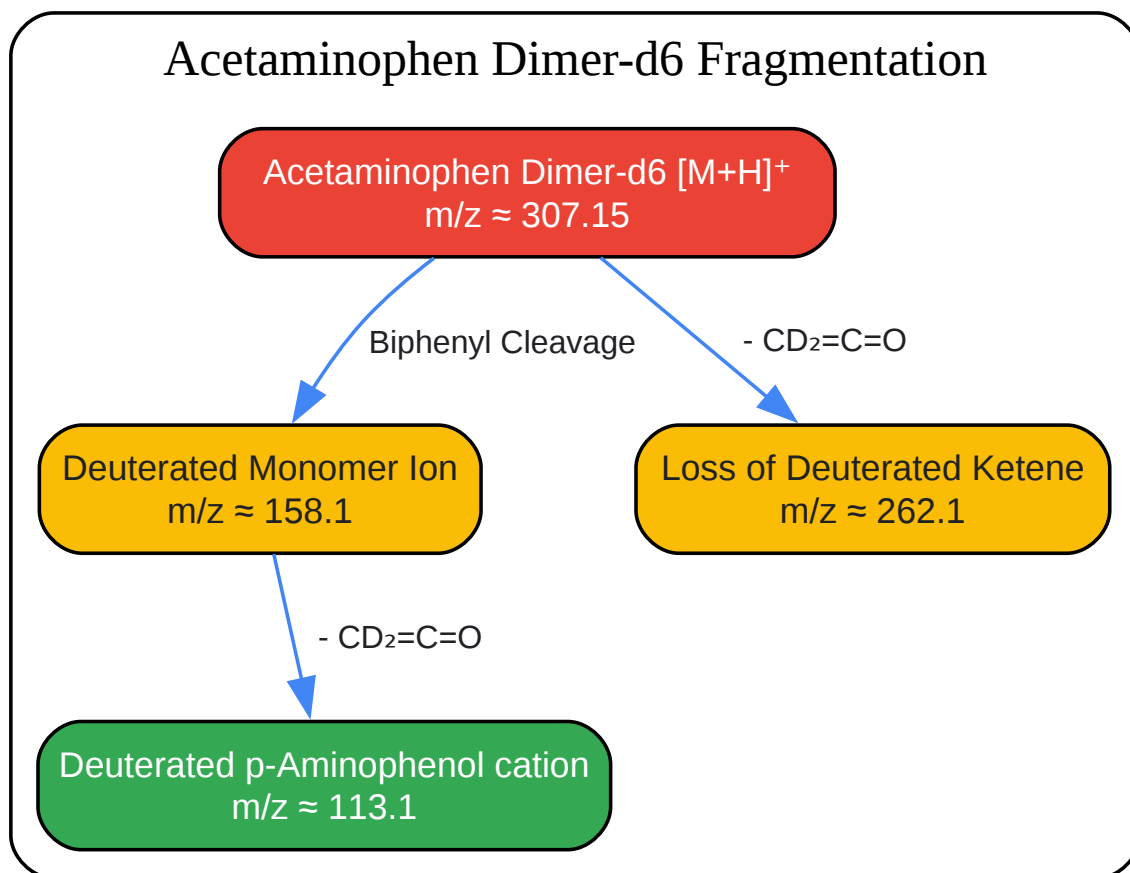 Acetaminophen Dimer-d6 Fragmentation
Acetaminophen Dimer-d6 [M+H]⁺
m/z ≈ 307.15
Biphenyl Cleavage
- CD₂=C=O
Deuterated Monomer Ion
m/z ≈ 158.1
Loss of Deuterated Ketene
m/z ≈ 262.1
- CD₂=C=O
Deuterated p-Aminophenol cation
m/z ≈ 113.1